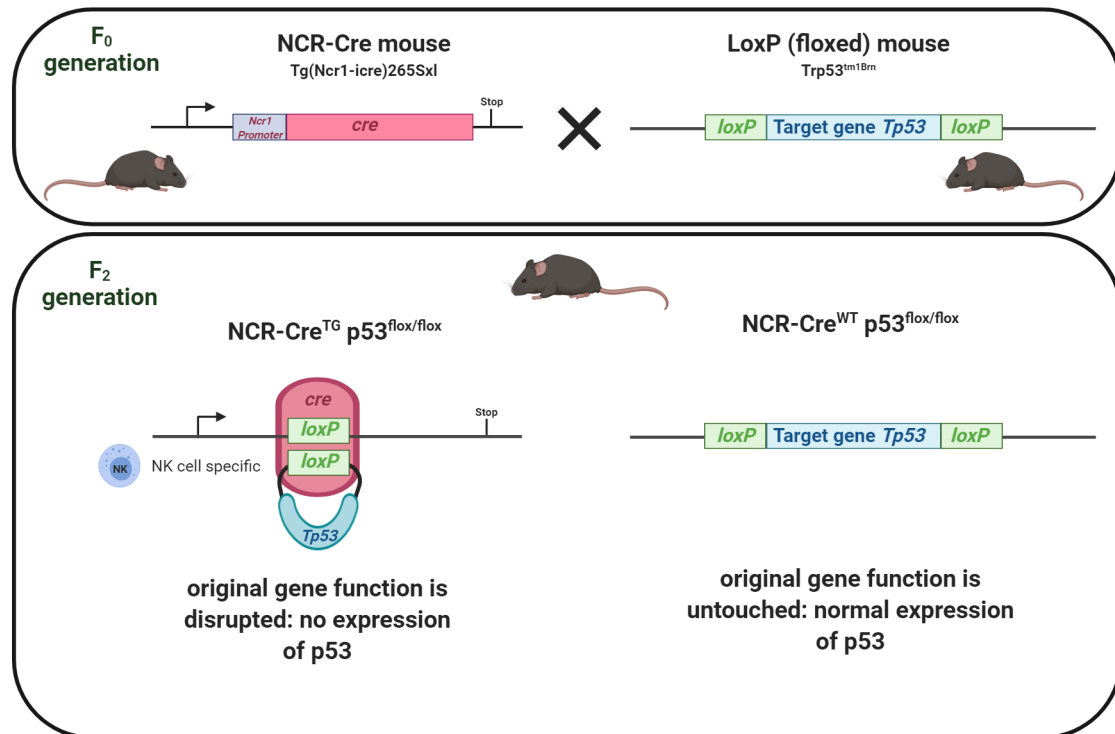 F0
generation
NCR-Cre mouse
Tg(Ncr1-icre)265Sxl
LoxP (floxed) mouse
Trp53tm1Brn
Ncr1
Promoter
cre
Stop
loxP
Target gene Tp53
loxP
F2
generation
NCR-CreTG p53flox/flox
NCR-CreWT p53flox/flox
cre
loxP
loxP
Tp53
Stop
NK
NK cell specific
loxP
Target gene Tp53
loxP
original gene function is
disrupted: no expression
of p53
original gene function is
untouched: normal expression
of p53